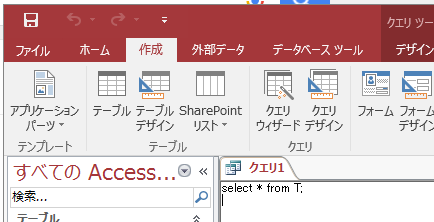 クエリ ツー
ファイル ホーム 作成 外部データ データベース ツール デザイン
アプリケーション テーブル テーブル SharePoint クエリ クエリ フォーム フォー
パーツ デザイン リスト ウィザード デザイン デザイ
テンプレート テーブル クエリ
すべての Access... クエリ1
検索... select * from T;
テーブル